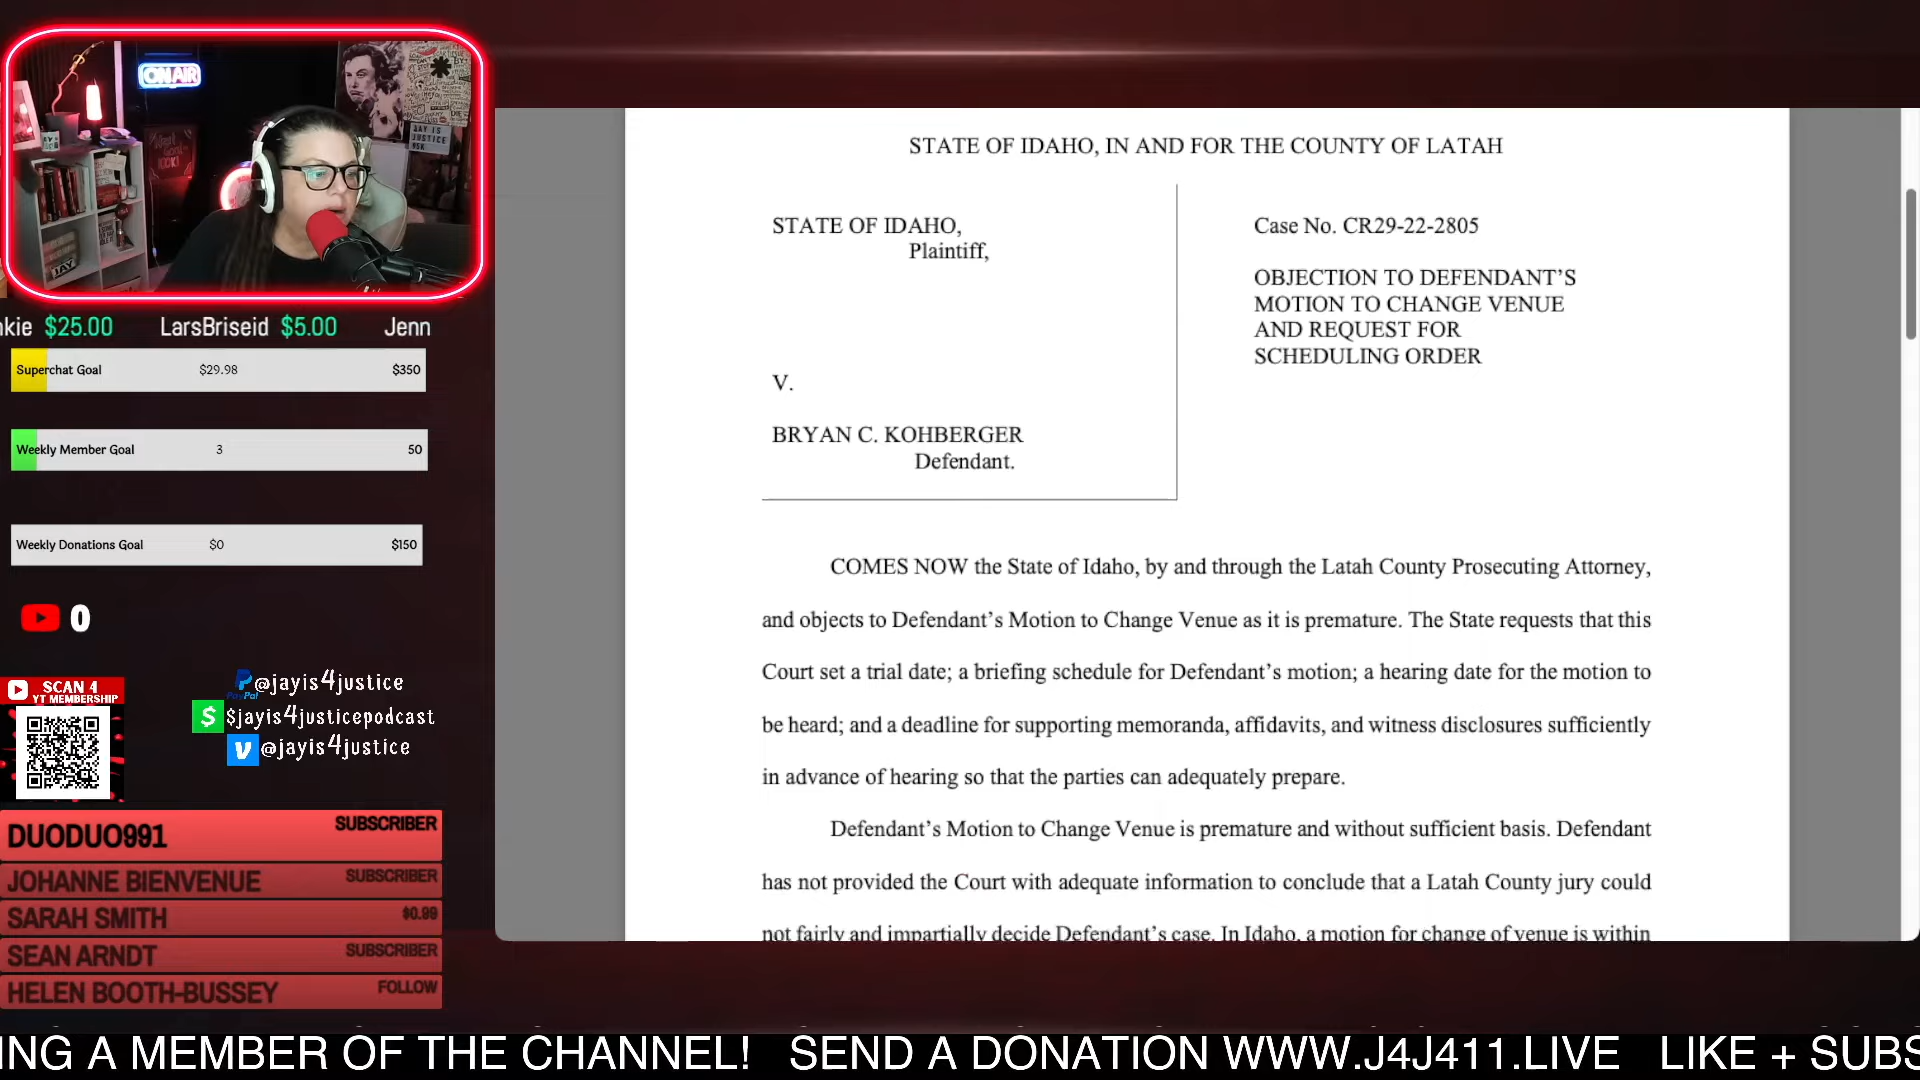 ON AIR
JAY IS
JUSTICE
JAY
nkie $25.00 LarsBriseid $5.00 Jenn
Superchat Goal $29.98 $350
Weekly Member Goal 3 50
Weekly Donations Goal $0 $150
0
SCAN 4
YT MEMBERSHIP
PayPal
@jayis4justice
$jayis4justicepodcast
@jayis4justice
DUODUO991 SUBSCRIBER
JOHANNE BIENVENUE SUBSCRIBER
SARAH SMITH $0.99
SEAN ARNDT SUBSCRIBER
HELEN BOOTH-BUSSEY FOLLOW
STATE OF IDAHO, IN AND FOR THE COUNTY OF LATAH
STATE OF IDAHO,
Plaintiff,
V.
BRYAN C. KOHBERGER
Defendant.
Case No. CR29-22-2805
OBJECTION TO DEFENDANT’S
MOTION TO CHANGE VENUE
AND REQUEST FOR
SCHEDULING ORDER
COMES NOW the State of Idaho, by and through the Latah County Prosecuting Attorney,
and objects to Defendant’s Motion to Change Venue as it is premature. The State requests that this
Court set a trial date; a briefing schedule for Defendant’s motion; a hearing date for the motion to
be heard; and a deadline for supporting memoranda, affidavits, and witness disclosures sufficiently
in advance of hearing so that the parties can adequately prepare.
Defendant’s Motion to Change Venue is premature and without sufficient basis. Defendant
has not provided the Court with adequate information to conclude that a Latah County jury could
not fairly and impartially decide Defendant’s case. In Idaho, a motion for change of venue is within
ING A MEMBER OF THE CHANNEL! SEND A DONATION WWW.J4J411.LIVE LIKE + SUBS